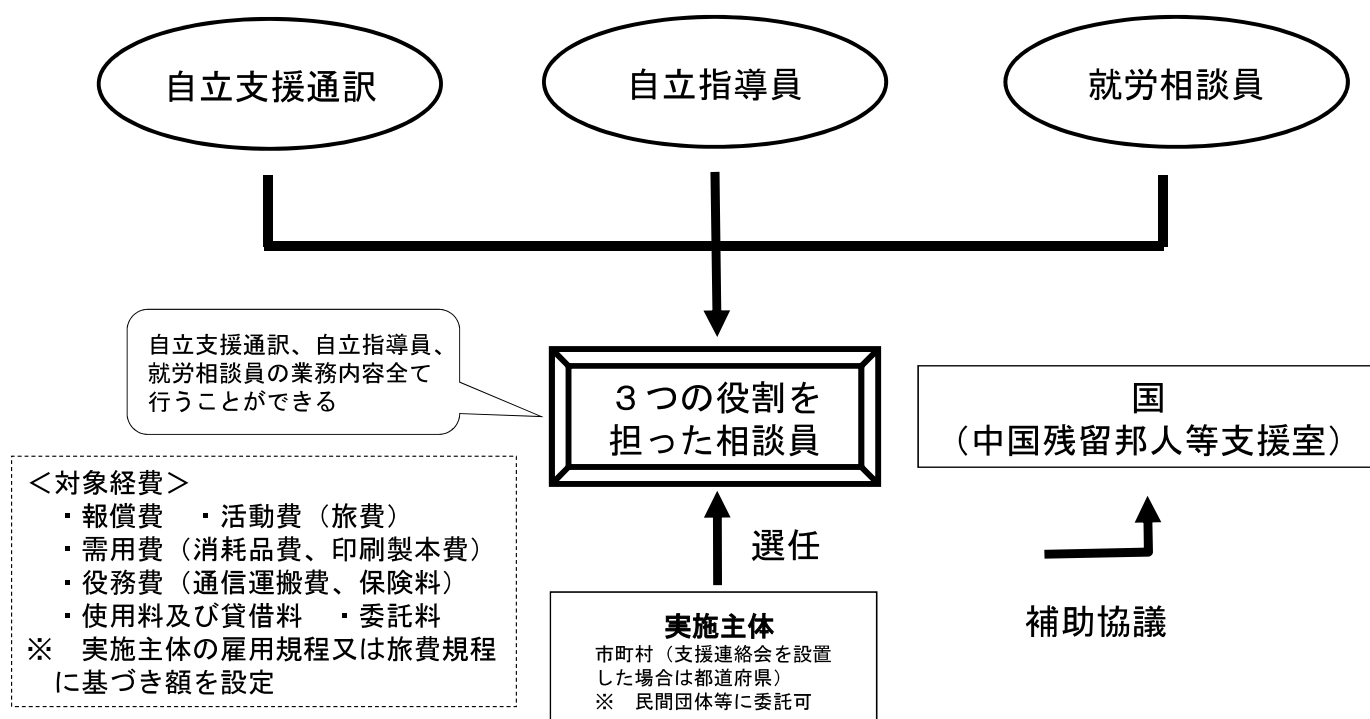 自立支援通訳
自立指導員
就労相談員
自立支援通訳、自立指導員、
就労相談員の業務内容全て
行うことができる
３つの役割を
担った相談員
国
（中国残留邦人等支援室）
＜対象経費＞
・報償費　・活動費（旅費）
・需用費（消耗品費、印刷製本費）
・役務費（通信運搬費、保険料）
・使用料及び貸借料　・委託料
※　実施主体の雇用規程又は旅費規程
に基づき額を設定
選任
実施主体
市町村（支援連絡会を設置
した場合は都道府県）
※　民間団体等に委託可
補助協議